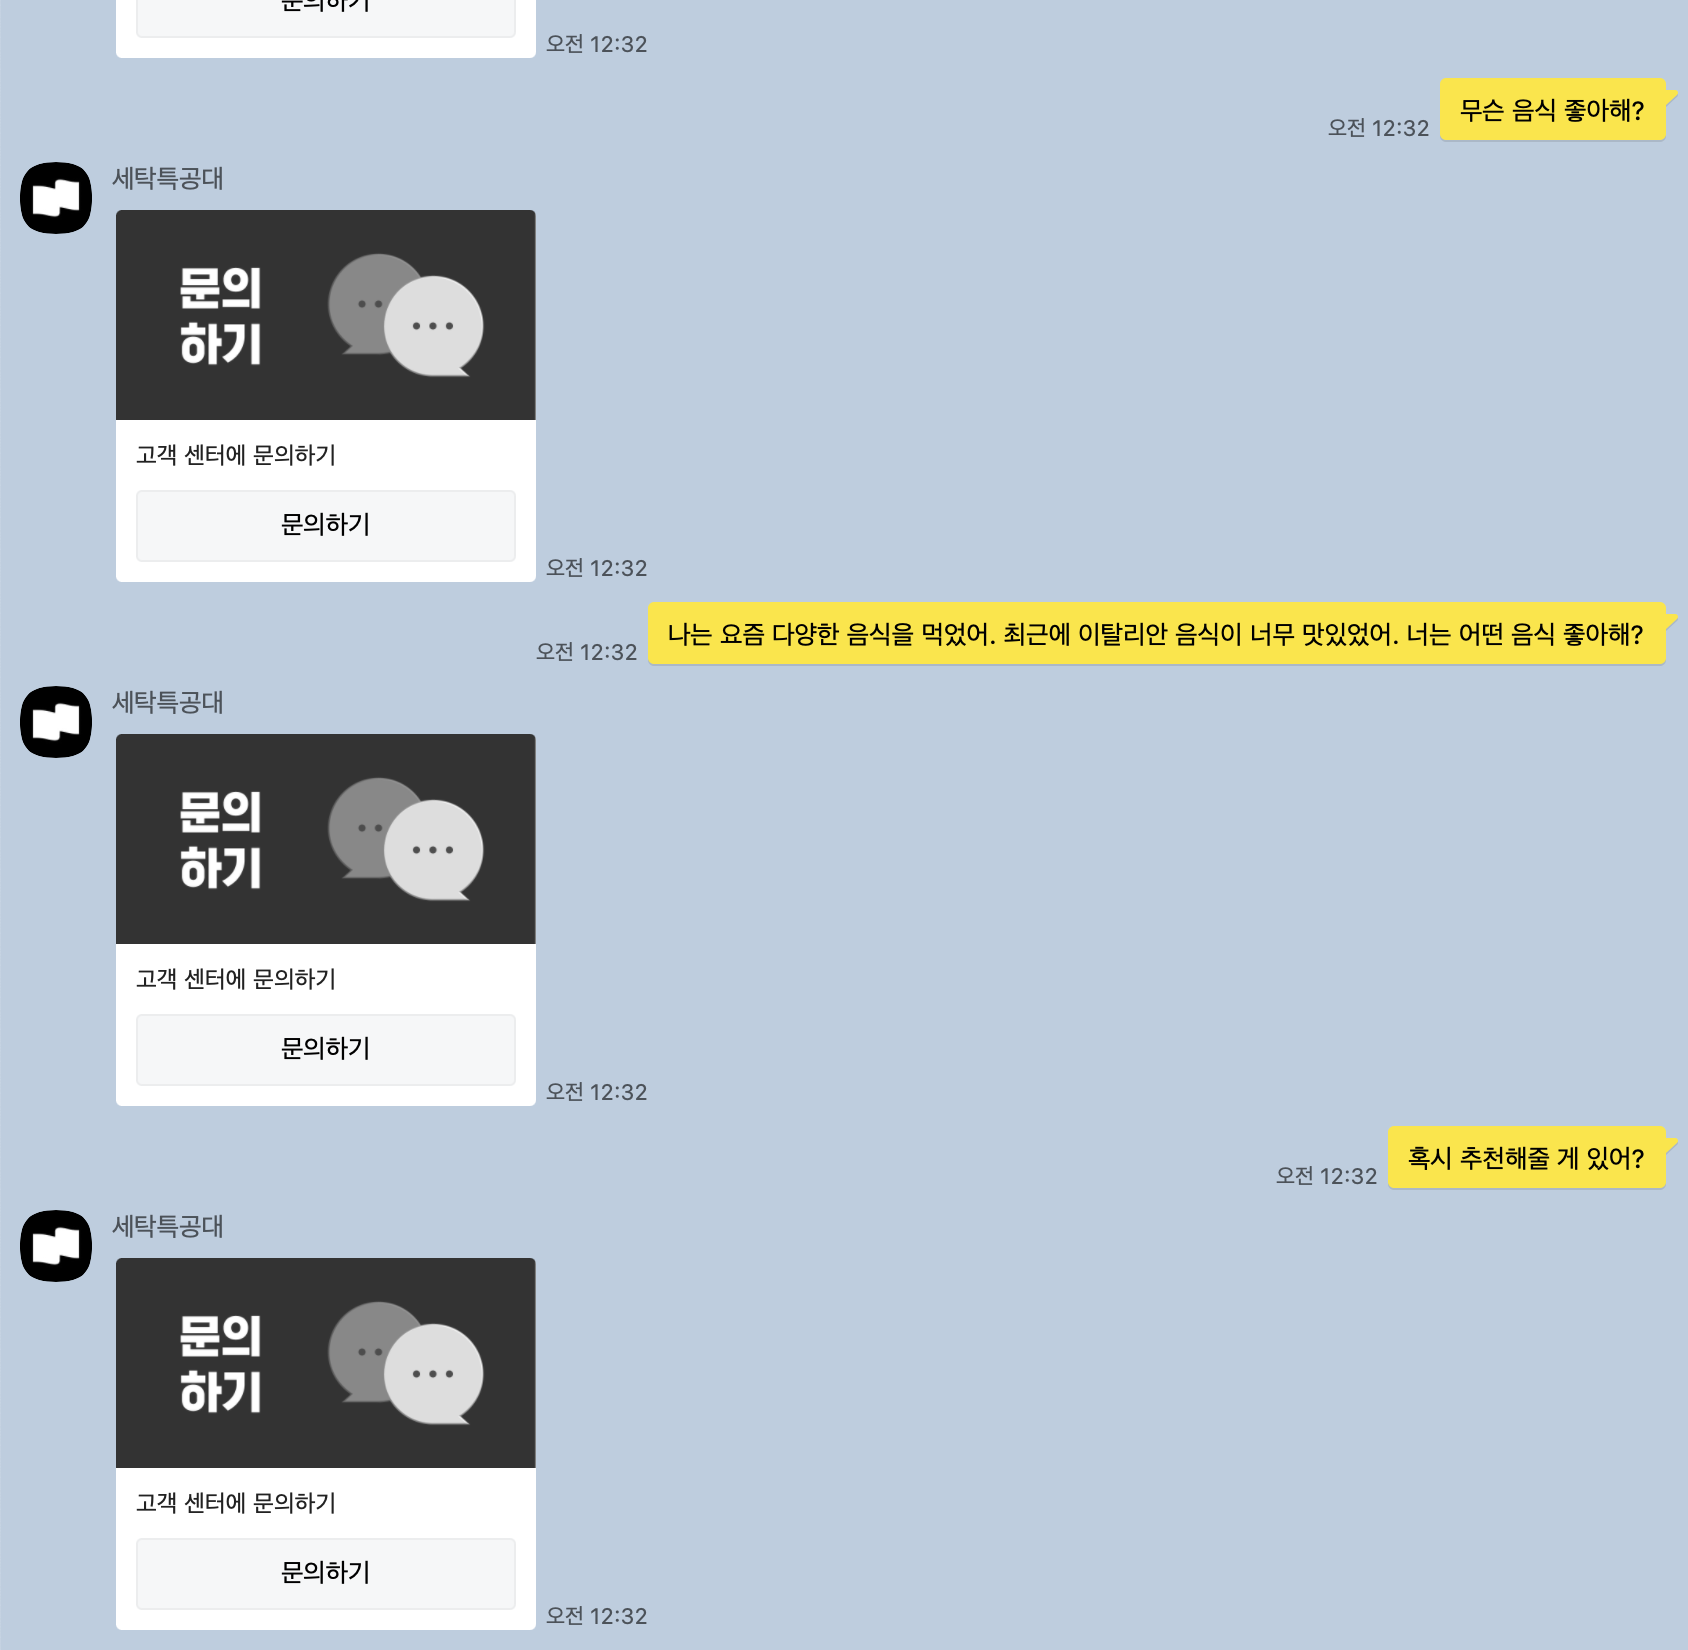 문의하기
오전 12:32
무슨 음식 좋아해?
오전 12:32
세탁특공대
문의
하기
고객 센터에 문의하기
문의하기
오전 12:32
나는 요즘 다양한 음식을 먹었어. 최근에 이탈리안 음식이 너무 맛있었어. 너는 어떤 음식 좋아해?
오전 12:32
세탁특공대
문의
하기
고객 센터에 문의하기
문의하기
오전 12:32
혹시 추천해줄 게 있어?
오전 12:32
세탁특공대
문의
하기
고객 센터에 문의하기
문의하기
오전 12:32